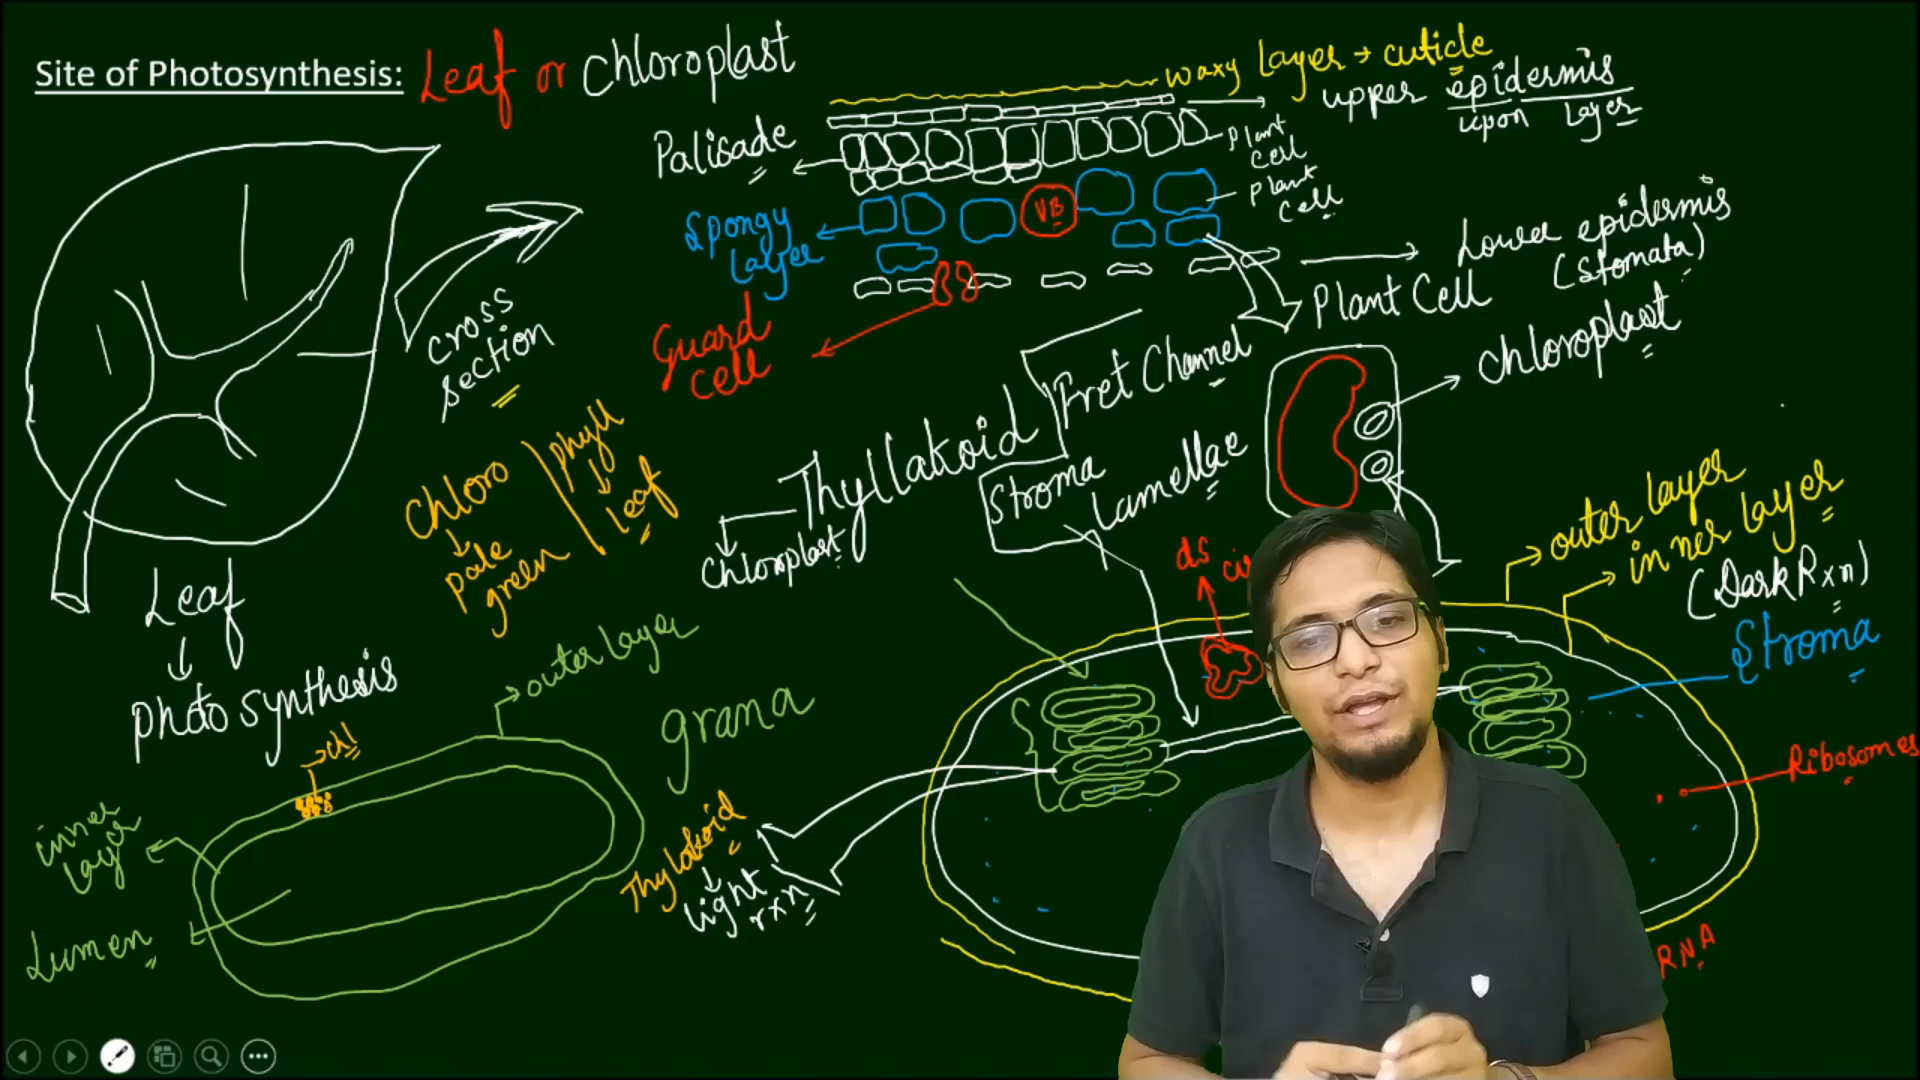 Site of Photosynthesis: Leaf or Chloroplast
waxy Layer → cuticle
upper epidermis
upon Layer
Palisade
Plant
cell
Plant
Cell
Spongy
Layer
VB
Lower epidermis
(Stomata)
Guard
cell
cross
section
Plant Cell
Chloroplast
Fret Channel
Thyllakoid
Stroma
Lamellae
Chloroplast
Chloro
pale
green
phyll
leaf
ds
outer layer
inner layer
(Dark Rxn)
Stroma
Ribosomes
RNA
Leaf
Photosynthesis
chl
outer layer
grana
inner
layer
Lumen
Thylakoid
light
rxn